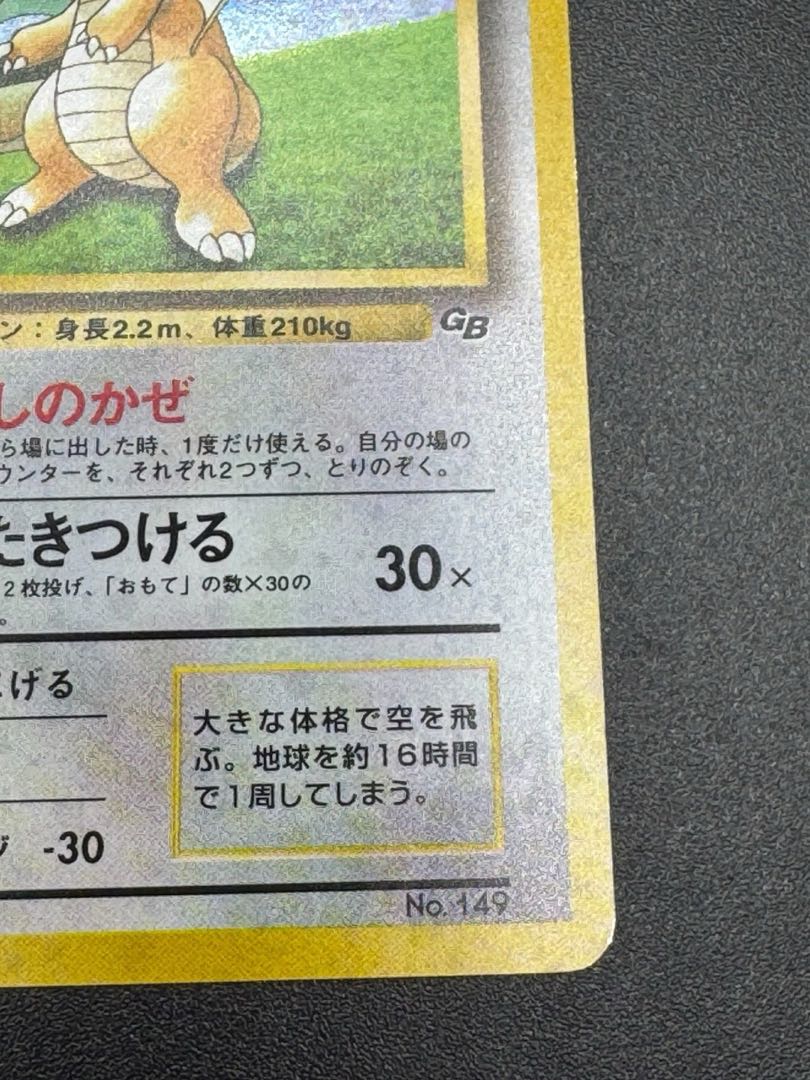 ン：身長2.2m、体重210kg
GB
しのかぜ
ら場に出した時、1度だけ使える。自分の場の
ウンターを、それぞれ2つずつ、とりのぞく。
たきつける
30×
2枚投げ、「おもて」の数×30の
。
げる
大きな体格で空を飛
ぶ。地球を約16時間
で1周してしまう。
-30
No. 149